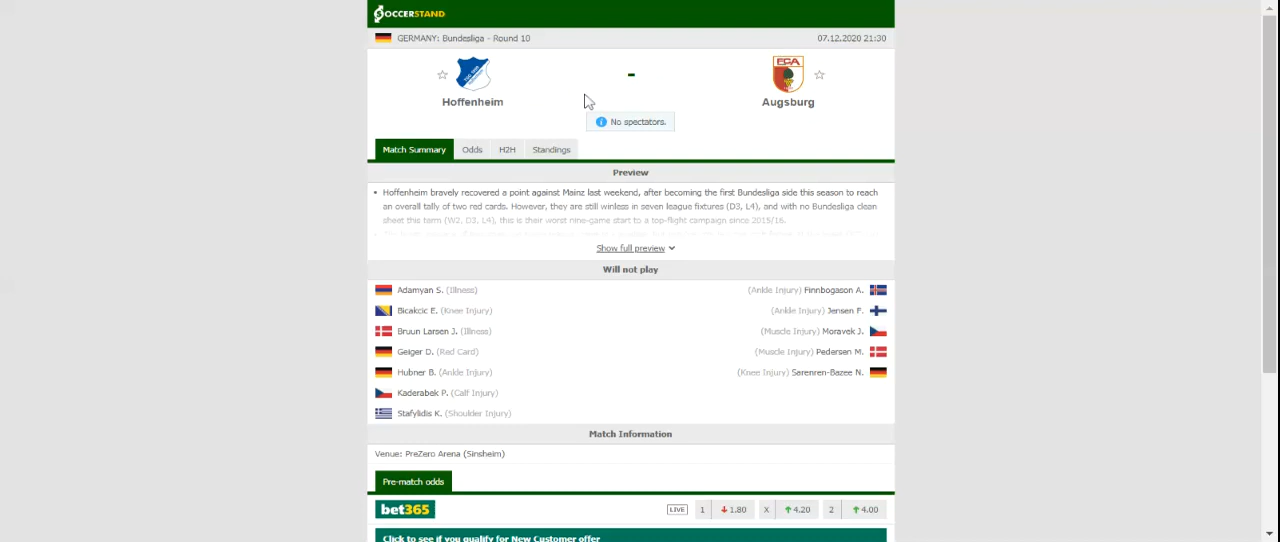 SOCCERSTAND
GERMANY: Bundesliga - Round 10
07.12.2020 21:30
Hoffenheim
-
Augsburg
No spectators.
Match Summary
Odds
H2H
Standings
Preview
Hoffenheim bravely recovered a point against Mainz last weekend, after becoming the first Bundesliga side this season to reach
an overall tally of two red cards. However, they are still winless in seven league fixtures (D3, L4), and with no Bundesliga clean
sheet this term (W2, D3, L4), this is their worst nine-game start to a top-flight campaign since 2015/16.
Show full preview
Will not play
Adamyan S. (Illness)
(Ankle Injury) Finnbogason A.
Bicakcic E. (Knee Injury)
(Ankle Injury) Jensen F.
Bruun Larsen J. (Illness)
(Muscle Injury) Moravek J.
Geiger D. (Red Card)
(Muscle Injury) Pedersen M.
Hubner B. (Ankle Injury)
(Knee Injury) Sarenren-Bazee N.
Kaderabek P. (Calf Injury)
Stafylidis K. (Shoulder Injury)
Match Information
Venue: PreZero Arena (Sinsheim)
Pre-match odds
bet365
LIVE
1 1.80
X 4.20
2 4.00
Click to see if you qualify for New Customer offer